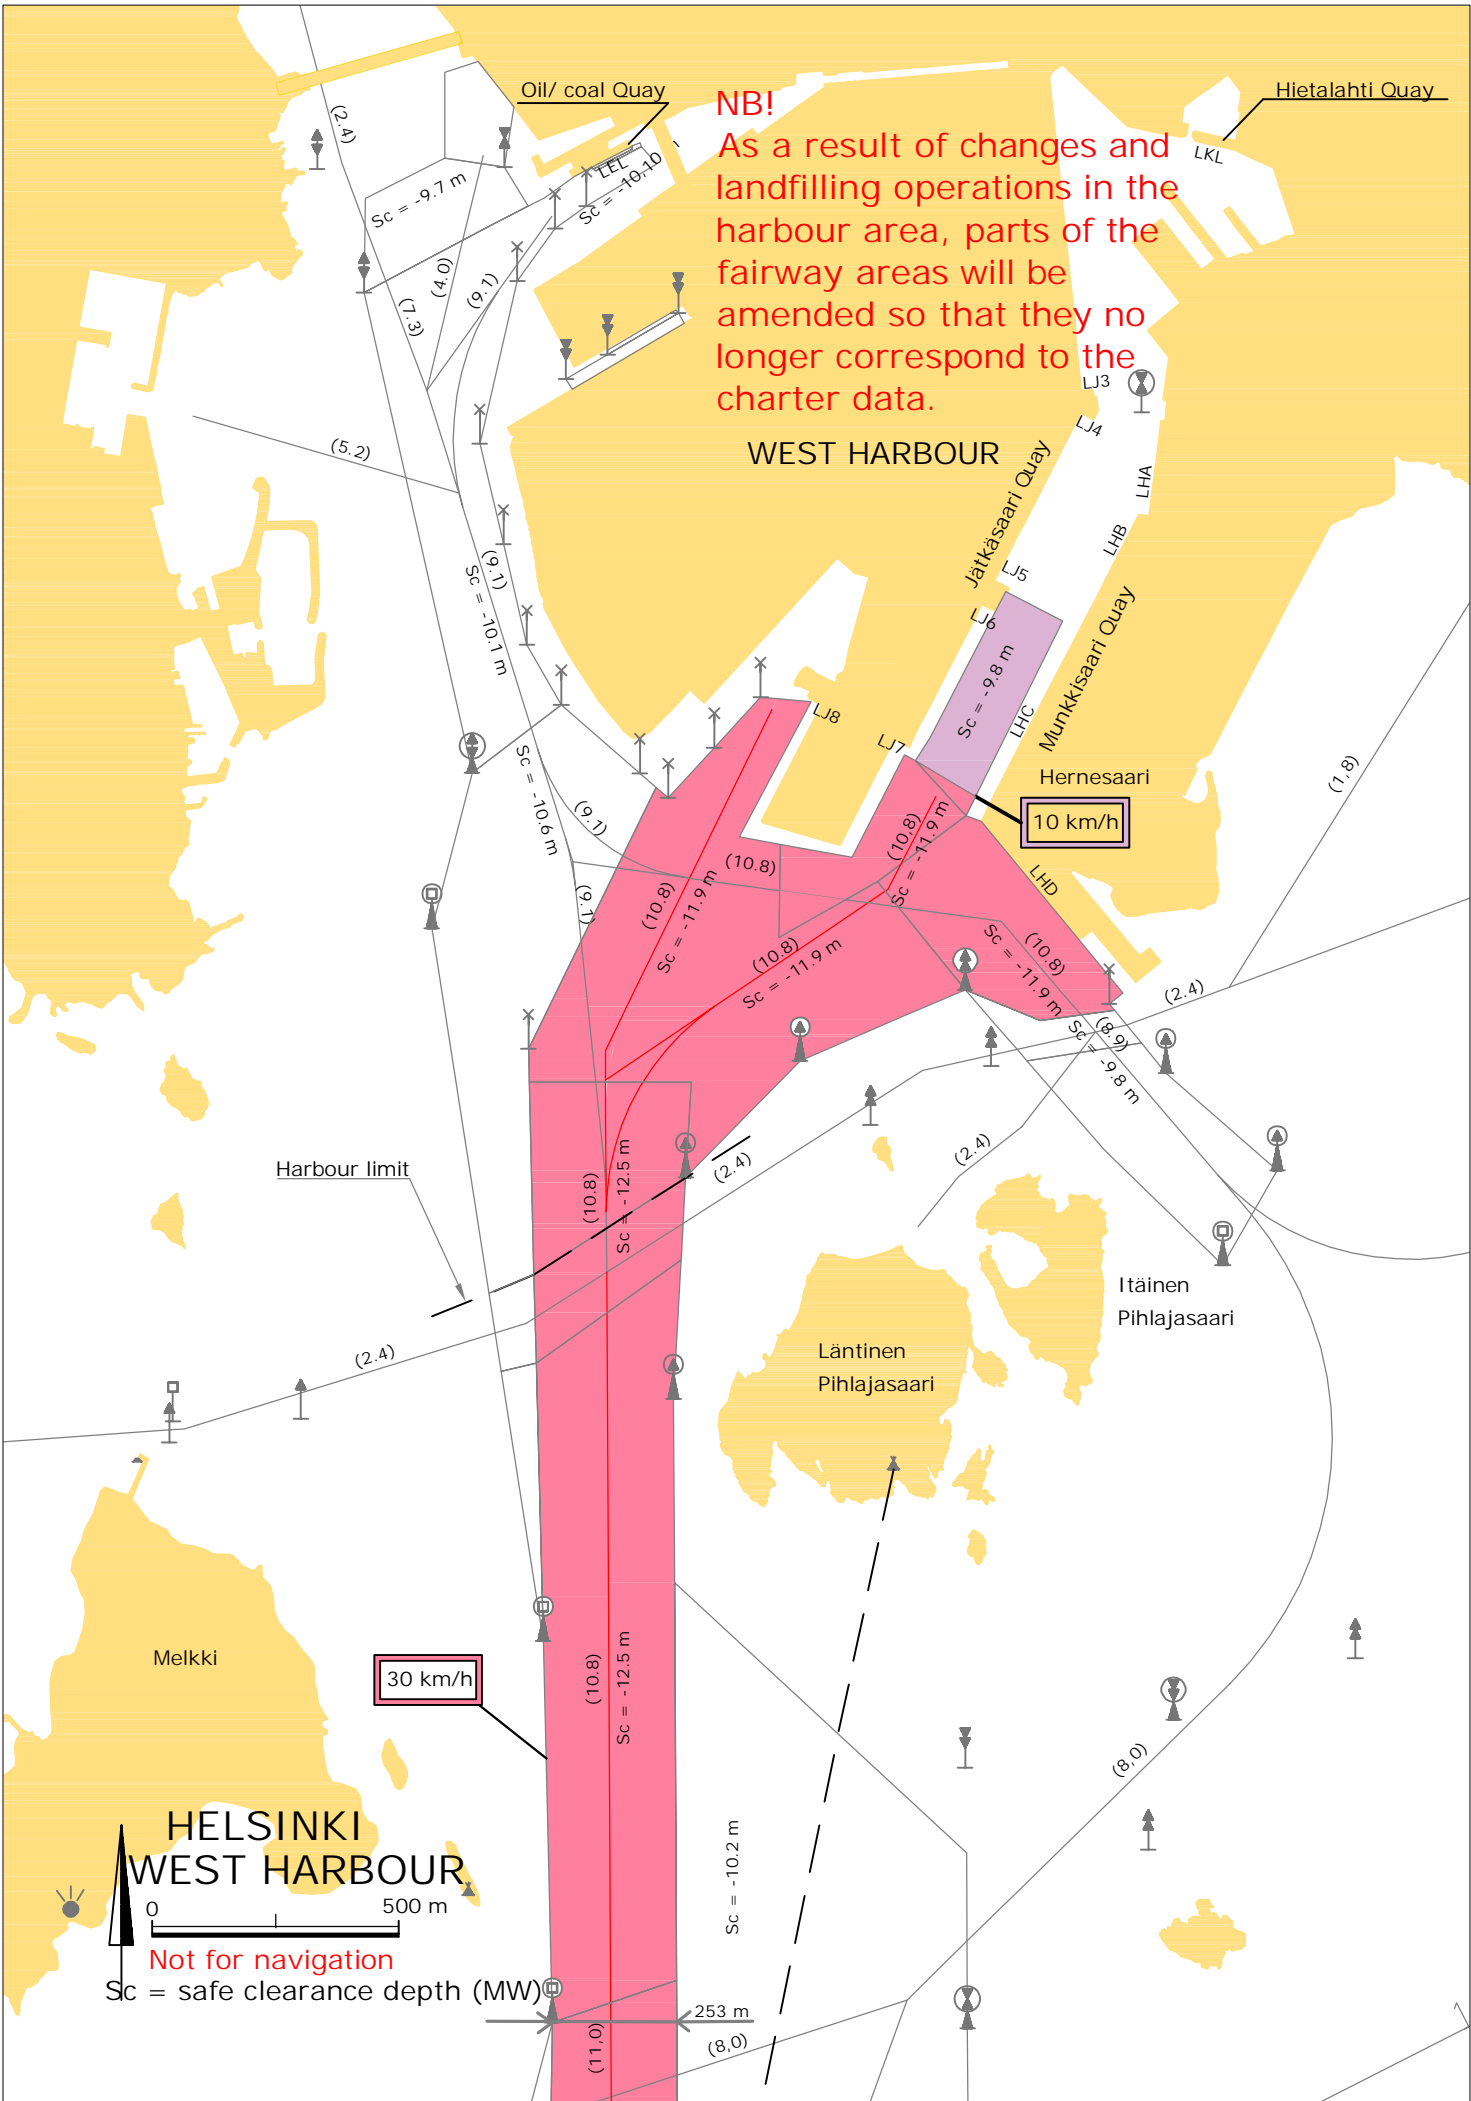 Oil/ coal Quay
Hietalahti Quay
NB!
As a result of changes and
landfilling operations in the
harbour area, parts of the
fairway areas will be
amended so that they no
longer correspond to the
charter data.
(2.4)
LEL
LKL
Sc = -9.7 m
Sc = -10,10
(4.0)
(9.1)
(7.3)
LJ3
LJ4
WEST HARBOUR
(5.2)
Jätkäsaari Quay
LHA
LHB
(9.1)
Sc = -10.1 m
LJ5
LJ6
Sc = -9.8 m
Munkkisaari Quay
LHC
LJ8
LJ7
Hernesaari
(1,8)
Sc = -10.6 m
(9.1)
10 km/h
(10,8)
Sc = -11.9 m
(10.8)
LHD
(9.1)
(10.8)
Sc = -11.9 m
(10.8)
Sc = -11.9 m
(10.8)
Sc = -11.9 m
(2.4)
(8.9)
Sc = -9.8 m
Harbour limit
(10.8)
Sc = -12.5 m
(2.4)
(2.4)
Itäinen
Pihlajasaari
Läntinen
Pihlajasaari
(2.4)
Melkki
30 km/h
(10.8)
Sc = -12.5 m
(8,0)
Sc = -10.2 m
HELSINKI
WEST HARBOUR
0
500 m
Not for navigation
Sc = safe clearance depth (MW)
253 m
(11,0)
(8,0)